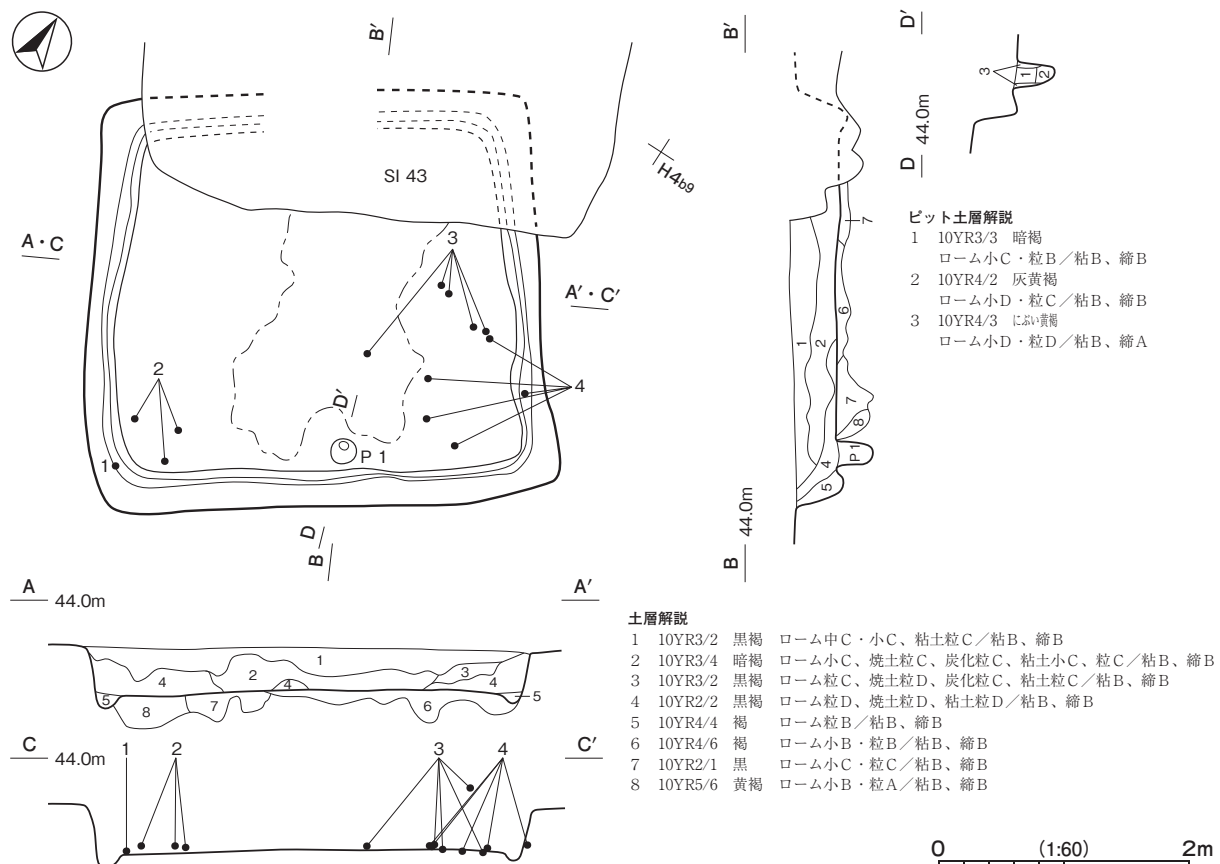 B′
SI 43
H4b9
A・C
A′・C′
3
2
4
D′
1
P 1
D
B
B′
7
6
1
2
7
8
P1
4
5
B 44.0m
D′
3
1
2
D 44.0m
ピット土層解説
1 10YR3/3 暗褐
ローム小C・粒B／粘B、締B
2 10YR4/2 灰黄褐
ローム小D・粒C／粘B、締B
3 10YR4/3 にぶい黄褐
ローム小D・粒D／粘B、締A
A 44.0m A′
1
4 2 4 3 4
5 8 7 6 5
C 44.0m C′
1 2 3 4
土層解説
1 10YR3/2 黒褐 ローム中C・小C、粘土粒C／粘B、締B
2 10YR3/4 暗褐 ローム小C、焼土粒C、炭化粒C、粘土小C、粒C／粘B、締B
3 10YR3/2 黒褐 ローム粒C、焼土粒D、炭化粒C、粘土粒C／粘B、締B
4 10YR2/2 黒褐 ローム粒D、焼土粒D、粘土粒D／粘B、締B
5 10YR4/4 褐 ローム粒B／粘B、締B
6 10YR4/6 褐 ローム小B・粒B／粘B、締B
7 10YR2/1 黒 ローム小C・粒C／粘B、締B
8 10YR5/6 黄褐 ローム小B・粒A／粘B、締B
0 (1:60) 2m